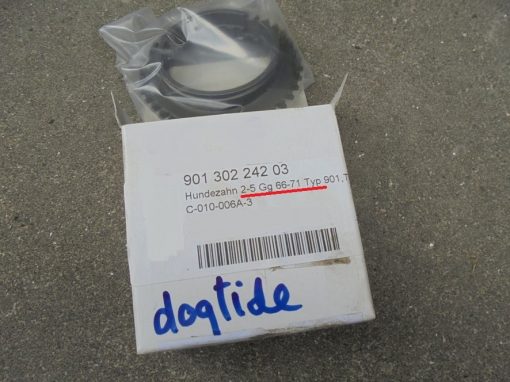 901 302 242 03
Hundezahn 2-5 Gg 66-71 Typ 901.T
C-010-006A-3
dogtide